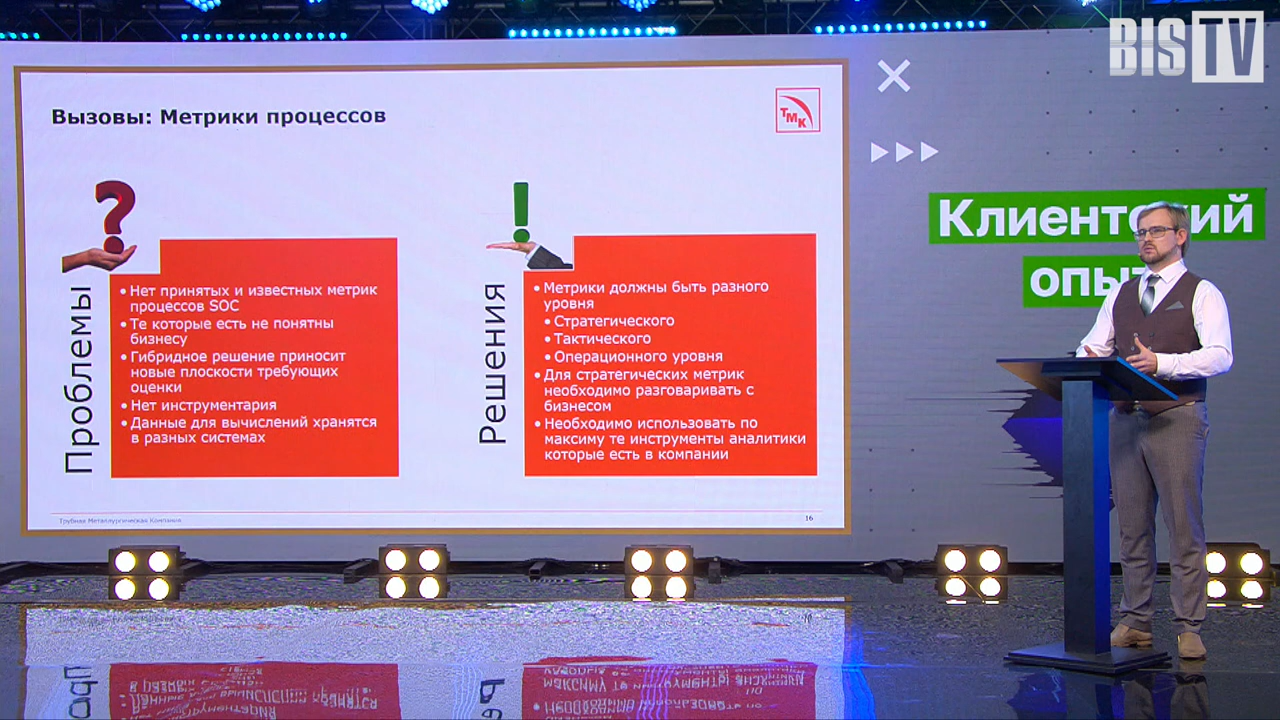 BIS TV
Вызовы: Метрики процессов
ТМК
Проблемы
• Нет принятых и известных метрик
процессов SOC
• Те которые есть не понятны
бизнесу
• Гибридное решение приносит
новые плоскости требующих
оценки
• Нет инструментария
• Данные для вычислений хранятся
в разных системах
Решения
• Метрики должны быть разного
уровня
• Стратегического
• Тактического
• Операционного уровня
• Для стратегических метрик
необходимо разговаривать с
бизнесом
• Необходимо использовать по
максиму те инструменты аналитики
которые есть в компании
Трубная Металлургическая Компания
16
Клиентский
опыт